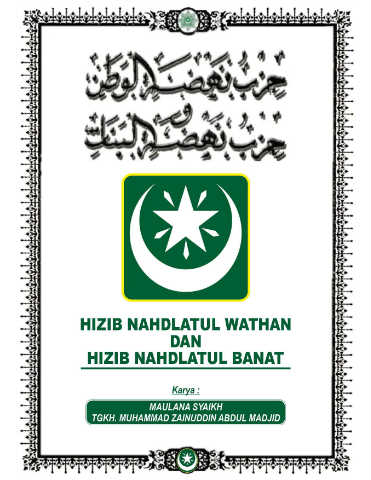 حزب نهضة الوطن
و
حزب نهضة البنات
HIZIB NAHDLATUL WATHAN
DAN
HIZIB NAHDLATUL BANAT
Karya :
MAULANA SYAIKH
TGKH. MUHAMMAD ZAINUDDIN ABDUL MADJID